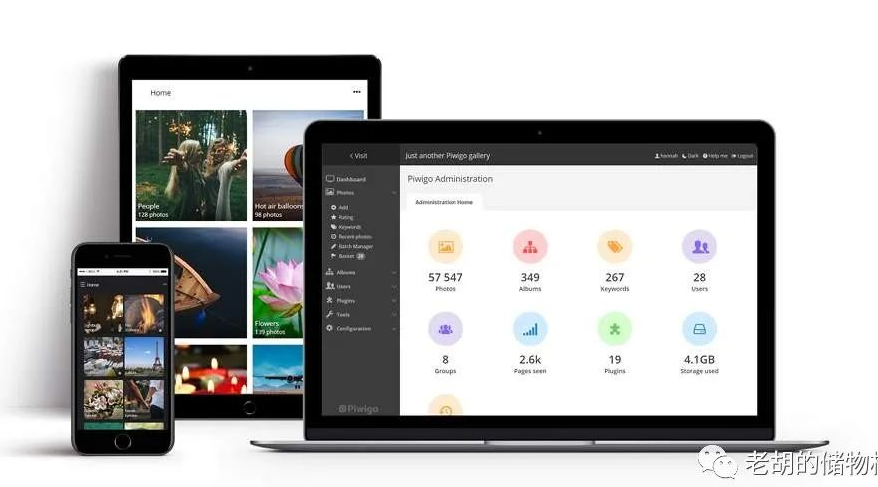 Home
•••
People
128 photos
Hot air balloons
98 photos
Flowers
139 photos
Home
Visit
Just another Piwigo gallery
hannah
Dark
Help me
Logout
Dashboard
Photos
Add
Rating
Keywords
Recent photos
Batch Manager
Basket 28
Albums
Users
Plugins
Tools
Configuration
Piwigo
Piwigo Administration
Administration Home
57 547
Photos
349
Albums
267
Keywords
28
Users
8
Groups
2.6k
Pages seen
19
Plugins
4.1GB
Storage used
老胡的储物